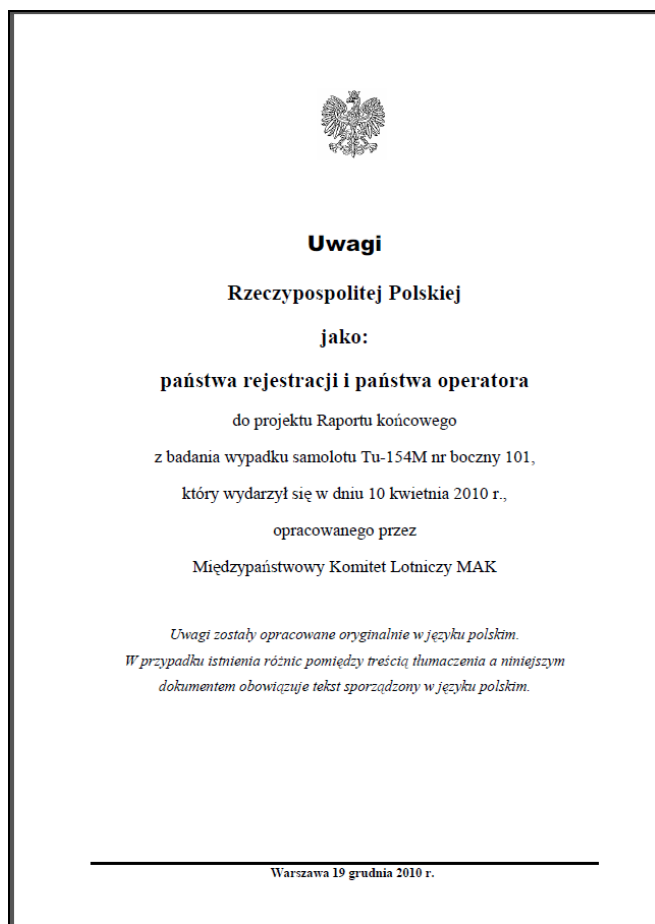 Uwagi
Rzeczypospolitej Polskiej
jako:
państwa rejestracji i państwa operatora
do projektu Raportu końcowego
z badania wypadku samolotu Tu-154M nr boczny 101,
który wydarzył się w dniu 10 kwietnia 2010 r.,
opracowanego przez
Międzypaństwowy Komitet Lotniczy MAK
Uwagi zostały opracowane oryginalnie w języku polskim.
W przypadku istnienia różnic pomiędzy treścią tłumaczenia a niniejszym
dokumentem obowiązuje tekst sporządzony w języku polskim.
Warszawa 19 grudnia 2010 r.